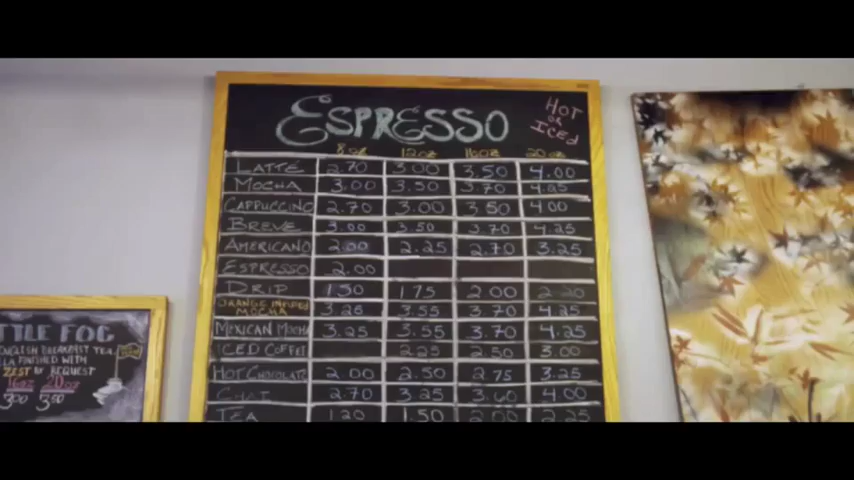 ESPRESSO
HOT
OR
ICED
8oz 12oz 16oz 20oz
LATTE 2.70 3.00 3.50 4.00
MOCHA 3.00 3.50 3.70 4.25
CAPPUCCINO 2.70 3.00 3.50 4.00
BREVE 3.00 3.50 3.70 4.25
AMERICANO 2.00 2.25 2.70 3.25
ESPRESSO 2.00
DRIP 1.50 1.75 2.00 2.20
ORANGE INFUSED
MOCHA 3.25 3.55 3.70 4.25
MEXICAN MOCHA 3.25 3.55 3.70 4.25
ICED COFFEE 2.25 2.50 3.00
HOT CHOCOLATE 2.00 2.50 2.75 3.25
CHAI 2.70 3.25 3.60 4.00
TEA 1.20 1.50 2.00 2.25
TTLE FOG
ENGLISH BREAKFAST TEA
LA FINISHED WITH
ZEST BY REQUEST
16oz 20oz
3.00 3.50